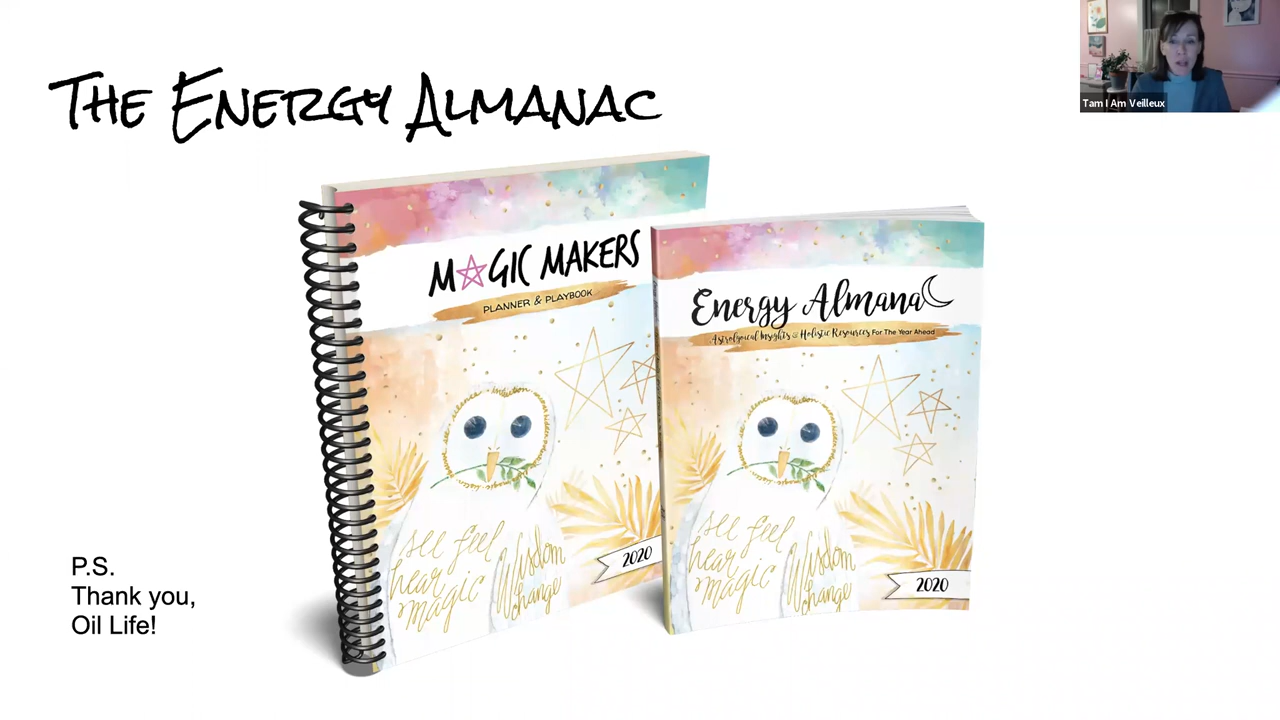 THE ENERGY ALMANAC
Tam I Am Veilleux
MAGIC MAKERS
PLANNER & PLAYBOOK
see feel
hear
magic
Wisdom
change
2020
Energy Almanac
Astrolgoical Insights & Holistic Resources For The Year Ahead
see feel
hear
magic
Wisdom
change
2020
P.S.
Thank you,
Oil Life!